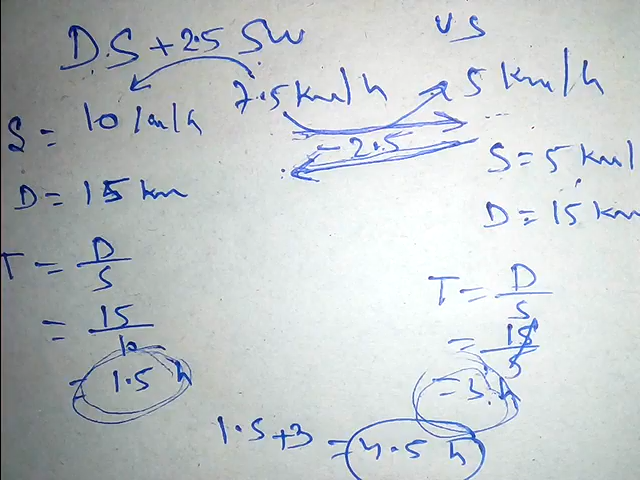 D.S +2.5 SW US
7.5 km/h 5 km/h
S = 10 km/h
- 2.5
S = 5 km/
D = 15 km
D = 15 km
T = D/S
T = D/S
= 15/10
= 15/5
= 1.5 h
= 3. h
1.5+3 = 4.5 h